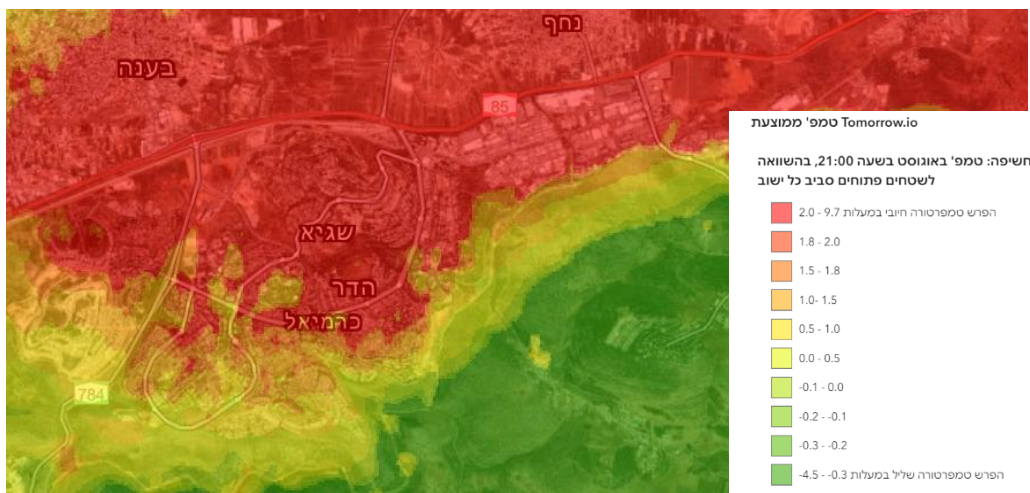 נחף
בענה
85
שגיא
הדר
כרמיאל
784
טמפ' ממוצעת Tomorrow.io
חשיפה: טמפ' באוגוסט בשעה 21:00, בהשוואה
לשטחים פתוחים סביב כל ישוב
2.0 - 9.7 הפרש טמפרטורה חיובי במעלות
1.8 - 2.0
1.5 - 1.8
1.0- 1.5
0.5 - 1.0
0.0 - 0.5
-0.1 - 0.0
-0.2 - -0.1
-0.3 - -0.2
-4.5 - -0.3 הפרש טמפרטורה שליל במעלות